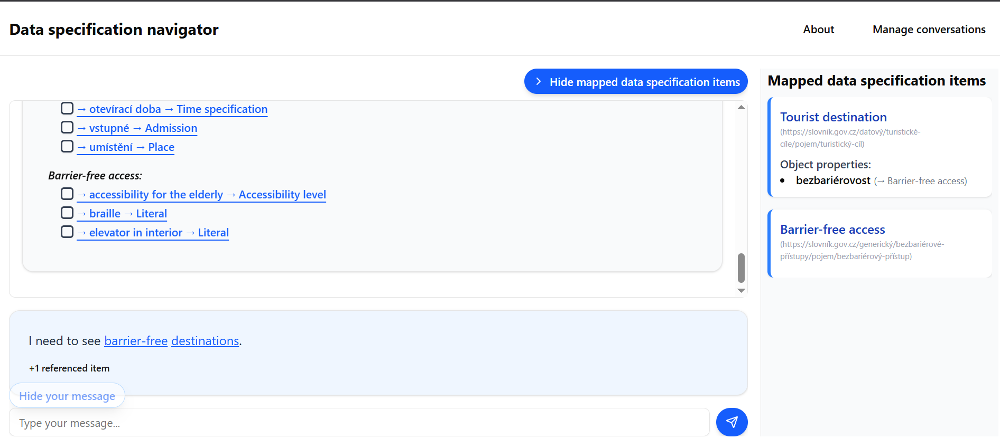 Data specification navigator
About
Manage conversations
Hide mapped data specification items
→ otevírací doba → Time specification
→ vstupné → Admission
→ umístění → Place
Barrier-free access:
→ accessibility for the elderly → Accessibility level
→ braille → Literal
→ elevator in interior → Literal
I need to see barrier-free destinations.
+1 referenced item
Hide your message
Type your message...
Mapped data specification items
Tourist destination
(https://slovník.gov.cz/datový/turistické-
cíle/pojem/turistický-cíl)
Object properties:
• bezbariérovost (→ Barrier-free access)
Barrier-free access
(https://slovník.gov.cz/generický/bezbariérové-
přístupy/pojem/bezbariérový-přístup)